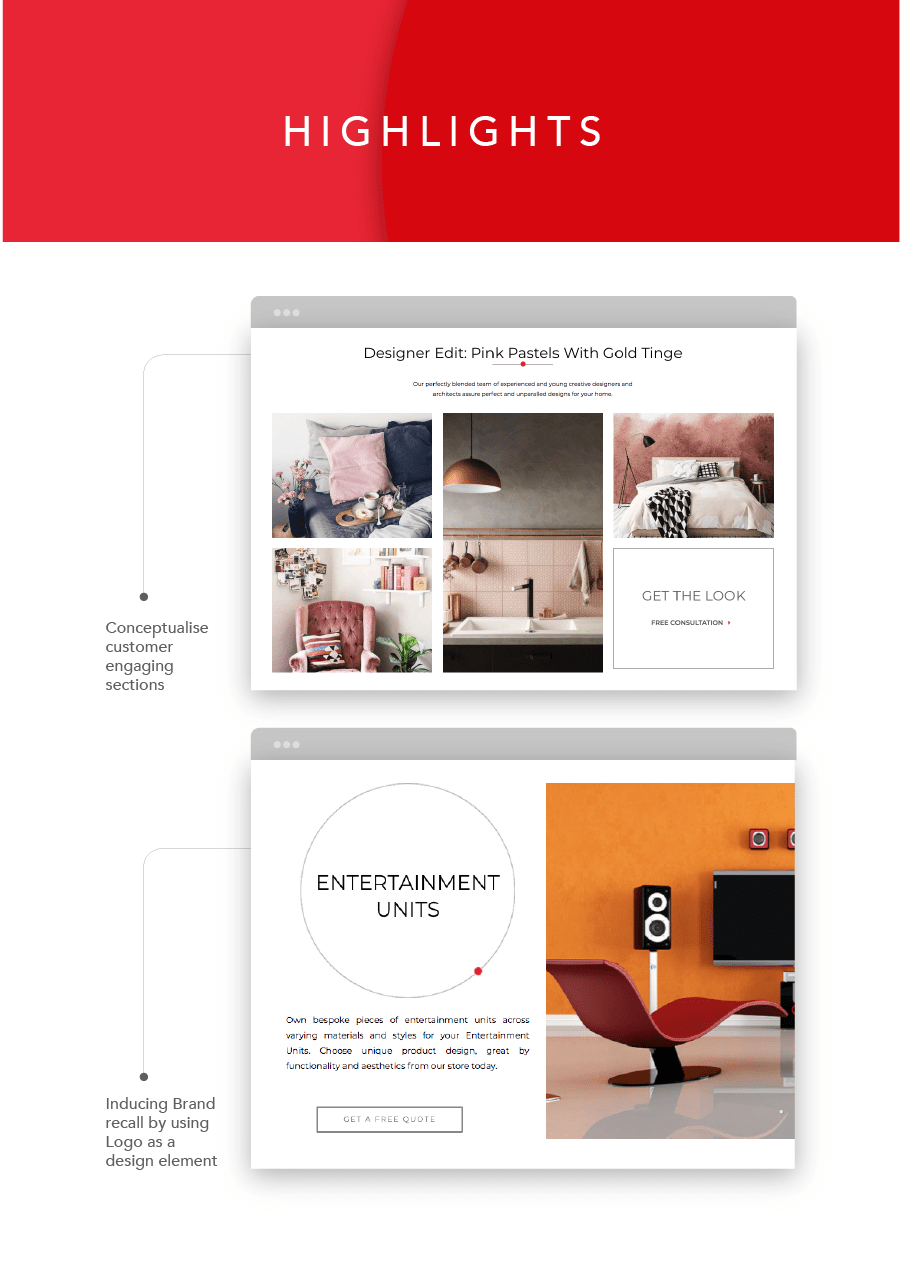 HIGHLIGHTS
Designer Edit: Pink Pastels With Gold Tinge
Our perfectly blended team of experienced and young creative designers and
architects assure perfect and unparalled designs for your home.
GET THE LOOK
FREE CONSULTATION
Conceptualise
customer
engaging
sections
ENTERTAINMENT
UNITS
Own bespoke pieces of entertainment units across
varying materials and styles for your Entertainment
Units. Choose unique product design, great by
functionality and aesthetics from our store today.
GET A FREE QUOTE
Inducing Brand
recall by using
Logo as a
design element